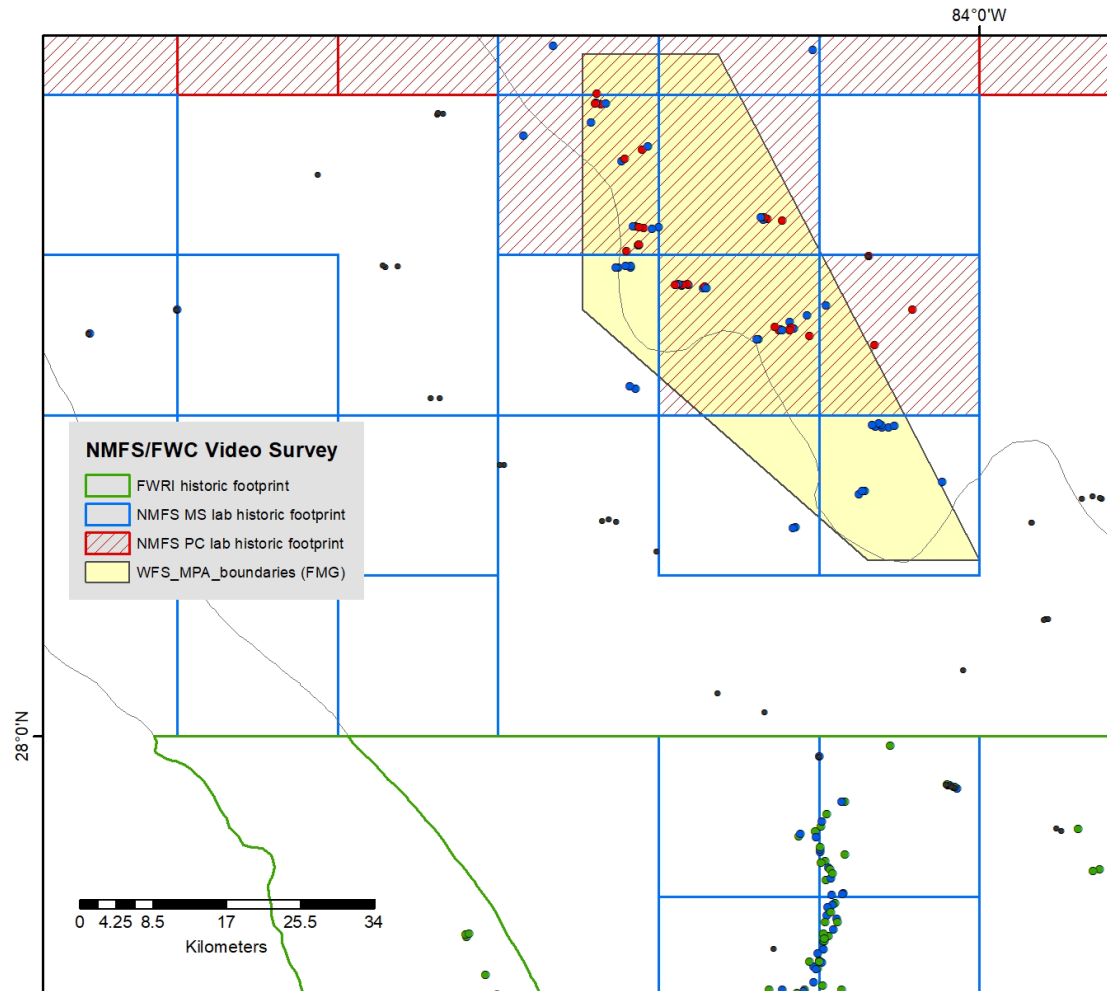 84°0'W
28°0'N
NMFS/FWC Video Survey
FWRI historic footprint
NMFS MS lab historic footprint
NMFS PC lab historic footprint
WFS_MPA_boundaries (FMG)
0 4.25 8.5 17 25.5 34
Kilometers